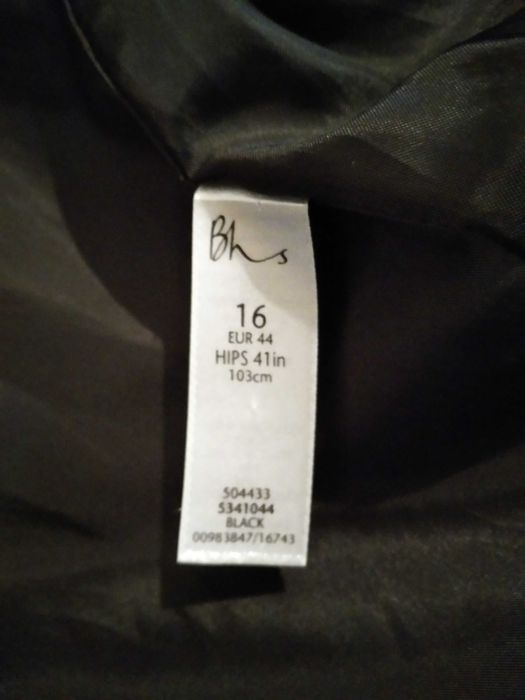 Bhs
16
EUR 44
HIPS 41in
103cm
504433
5341044
BLACK
00983847/16743